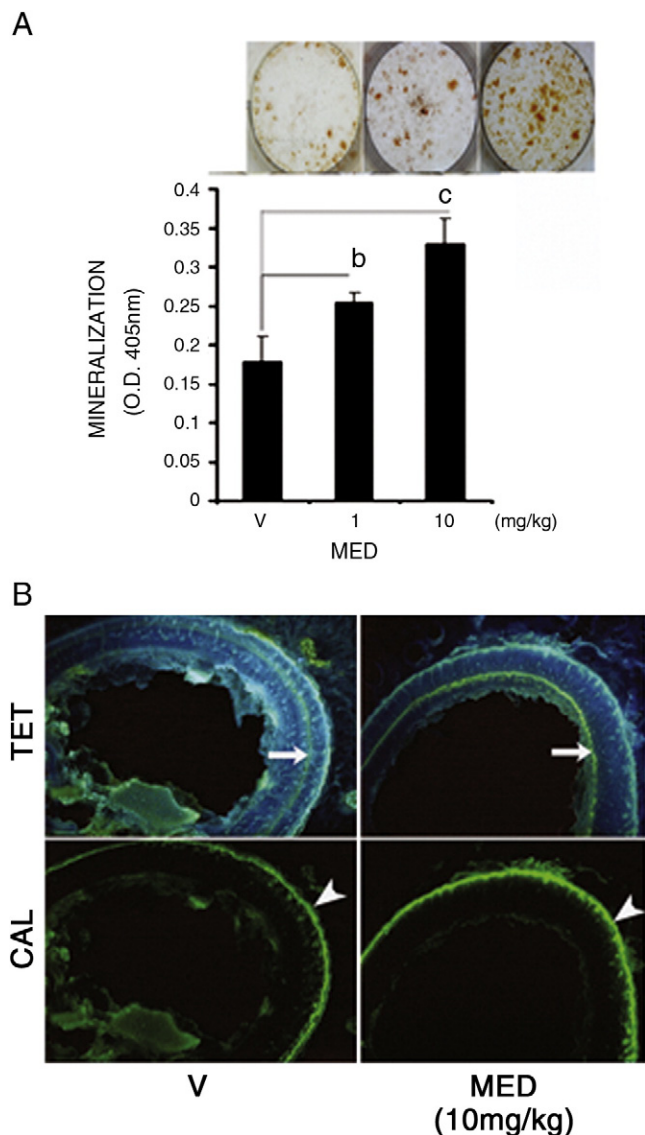 A
MINERALIZATION
(O.D. 405nm)
0.4
0.35
0.3
0.25
0.2
0.15
0.1
0.05
0
c
b
V 1 10 (mg/kg)
MED
B
TET
CAL
V MED
(10mg/kg)